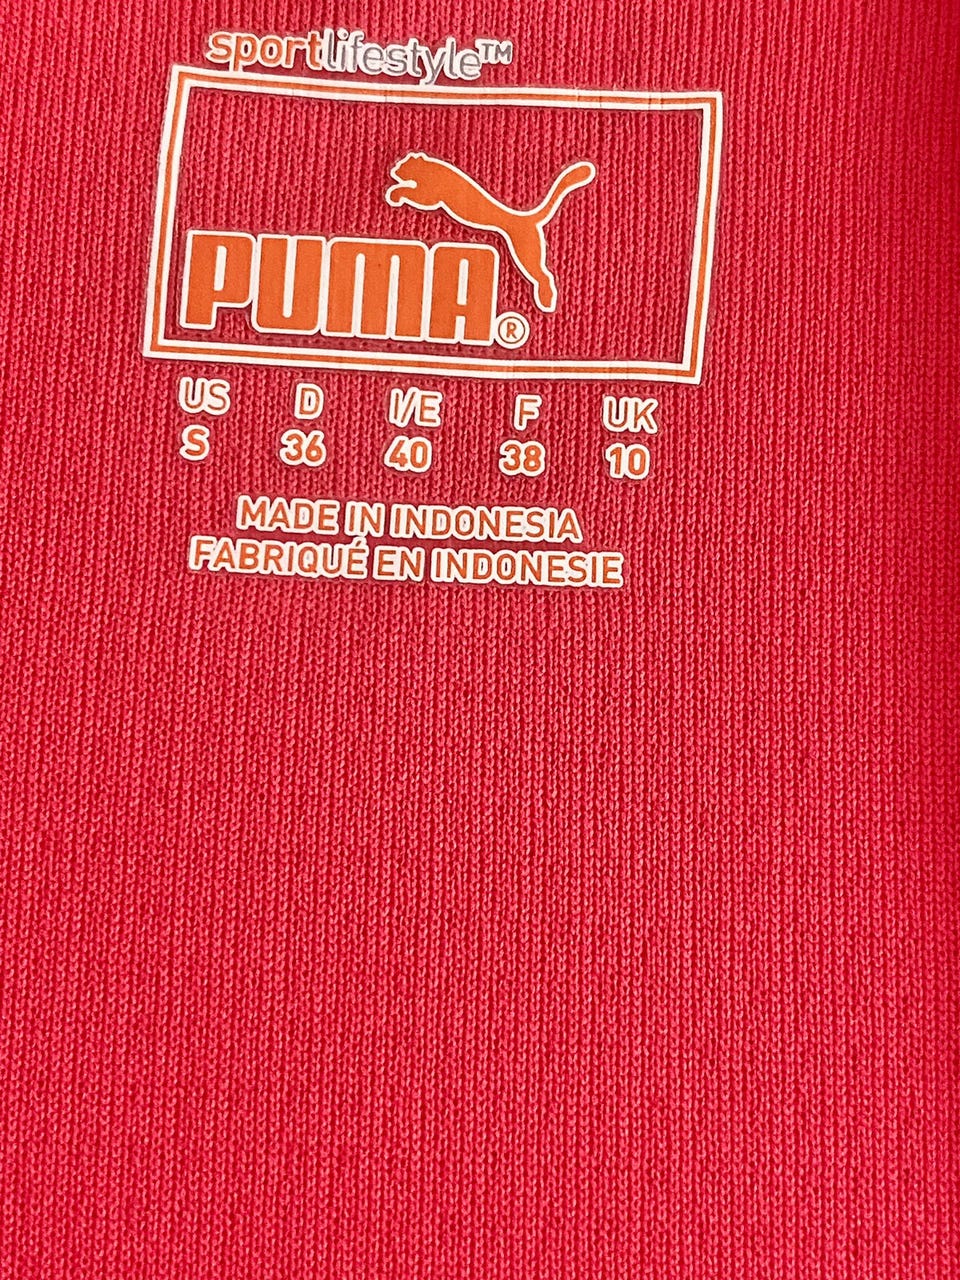 sportlifestyle™
PUMA®
US D I/E F UK
S 36 40 38 10
MADE IN INDONESIA
FABRIQUÉ EN INDONESIE